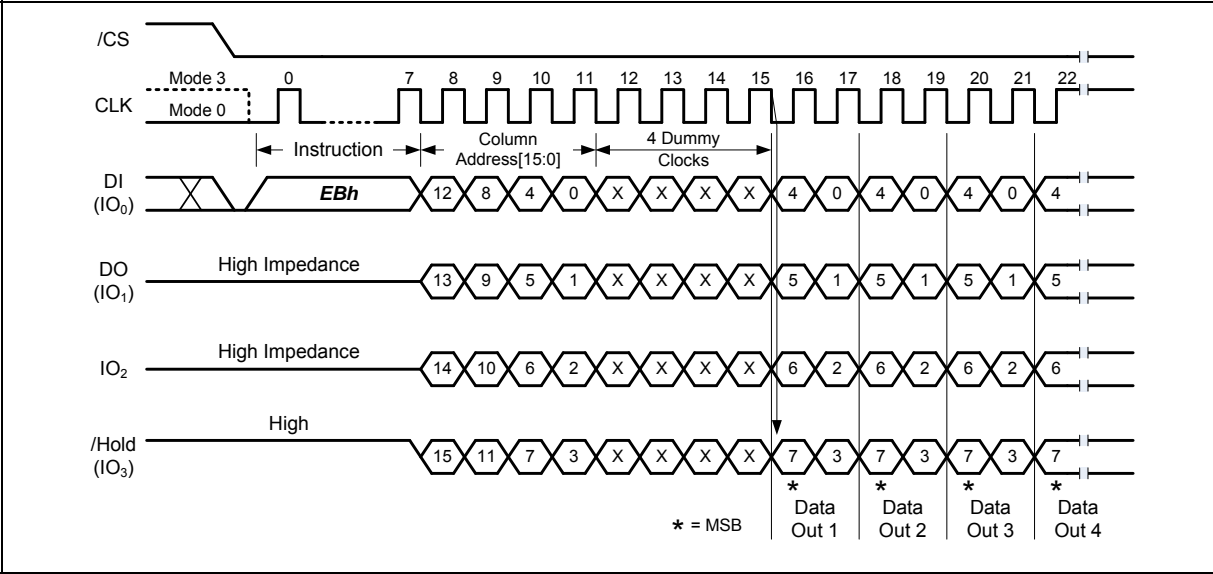 /CS
Mode 3 0 7 8 9 10 11 12 13 14 15 16 17 18 19 20 21 22
CLK
Mode 0
Instruction
Column
Address[15:0]
4 Dummy
Clocks
DI
(IO0)
EBh 12 8 4 0 X X X X 4 0 4 0 4 0 4
DO
(IO1)
High Impedance 13 9 5 1 X X X X 5 1 5 1 5 1 5
IO2
High Impedance 14 10 6 2 X X X X 6 2 6 2 6 2 6
/Hold
(IO3)
High
15 11 7 3 X X X X 7 3 7 3 7 3 7
* * * *
* = MSB
Data
Out 1
Data
Out 2
Data
Out 3
Data
Out 4